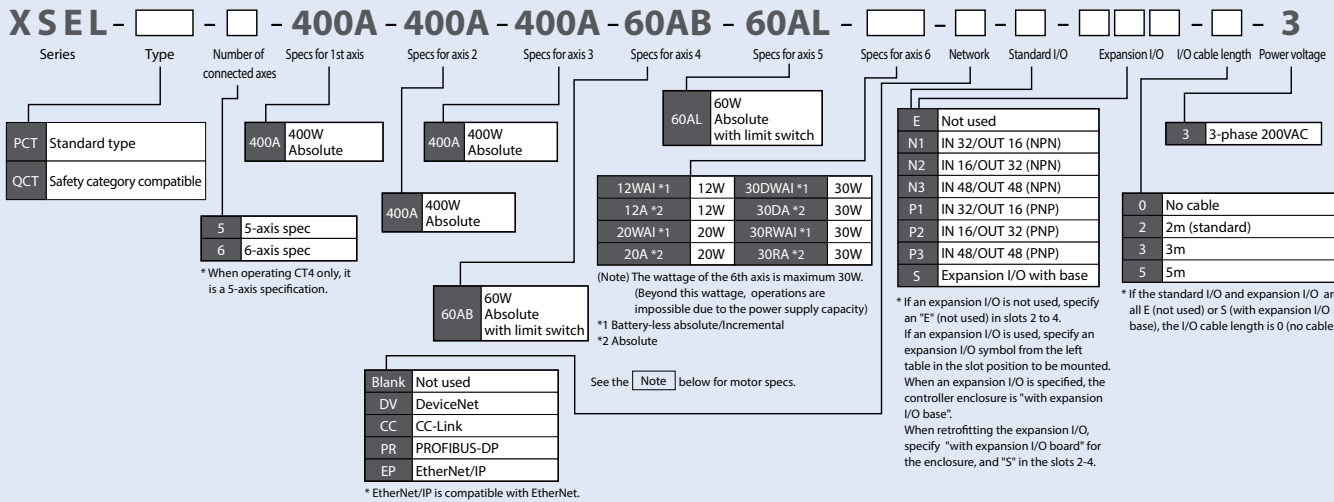 XSEL- - - 400A - 400A - 400A - 60AB - 60AL - - - - - - 3
Series
Type
Number of
connected axes
Specs for 1st axis
Specs for axis 2
Specs for axis 3
Specs for axis 4
Specs for axis 5
Specs for axis 6
Network
Standard I/O
Expansion I/O
I/O cable length
Power voltage
PCT Standard type
QCT Safety category compatible
5 5-axis spec
6 6-axis spec
* When operating CT4 only, it
is a 5-axis specification.
400A 400W
Absolute
400A 400W
Absolute
400A 400W
Absolute
60AB 60W
Absolute
with limit switch
60AL 60W
Absolute
with limit switch
12WAI *1 12W 30DWAI *1 30W
12A *2 12W 30DA *2 30W
20WAI *1 20W 30RWAI *1 30W
20A *2 20W 30RA *2 30W
(Note) The wattage of the 6th axis is maximum 30W.
(Beyond this wattage, operations are
impossible due to the power supply capacity)
*1 Battery-less absolute/Incremental
*2 Absolute
See the Note below for motor specs.
Blank Not used
DV DeviceNet
CC CC-Link
PR PROFIBUS-DP
EP EtherNet/IP
* EtherNet/IP is compatible with EtherNet.
E Not used
N1 IN 32/OUT 16 (NPN)
N2 IN 16/OUT 32 (NPN)
N3 IN 48/OUT 48 (NPN)
P1 IN 32/OUT 16 (PNP)
P2 IN 16/OUT 32 (PNP)
P3 IN 48/OUT 48 (PNP)
S Expansion I/O with base
* If an expansion I/O is not used, specify
an "E" (not used) in slots 2 to 4.
If an expansion I/O is used, specify an
expansion I/O symbol from the left
table in the slot position to be mounted.
When an expansion I/O is specified, the
controller enclosure is "with expansion
I/O base".
When retrofitting the expansion I/O,
specify "with expansion I/O board" for
the enclosure, and "S" in the slots 2-4.
3 3-phase 200VAC
0 No cable
2 2m (standard)
3 3m
5 5m
* If the standard I/O and expansion I/O
all E (not used) or S (with expansion I/O
base), the I/O cable length is 0 (no cable